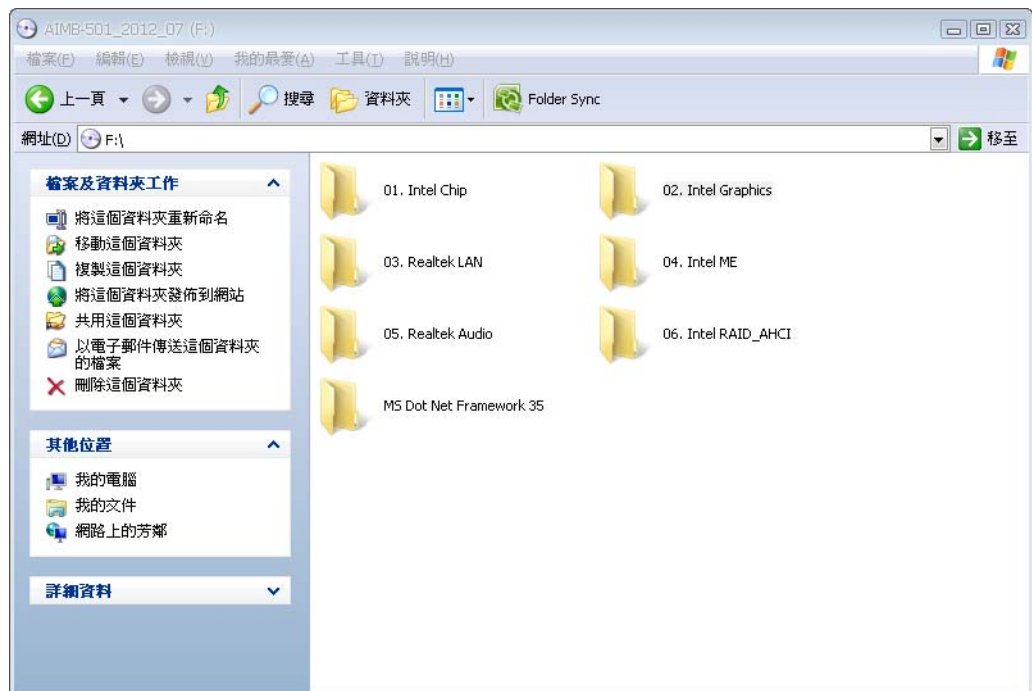 AIMB-501_2012_07 (F:)
檔案(F) 編輯(E) 檢視(V) 我的最愛(A) 工具(T) 說明(H)
上一頁 搜尋 資料夾 Folder Sync
網址(D) F:\ 移至
檔案及資料夾工作
將這個資料夾重新命名
移動這個資料夾
複製這個資料夾
將這個資料夾發佈到網站
共用這個資料夾
以電子郵件傳送這個資料夾
的檔案
刪除這個資料夾
其他位置
我的電腦
我的文件
網路上的芳鄰
詳細資料
01. Intel Chip
02. Intel Graphics
03. Realtek LAN
04. Intel ME
05. Realtek Audio
06. Intel RAID_AHCI
MS Dot Net Framework 35